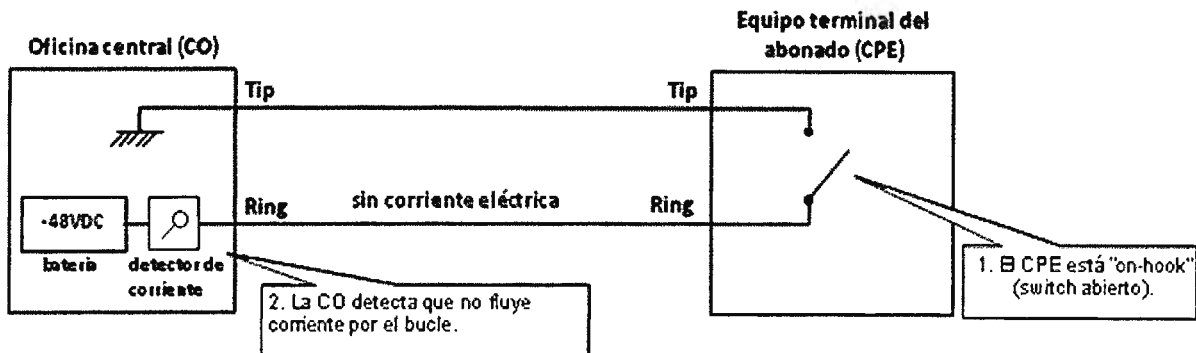 Oficina central (CO)
Equipo terminal del
abonado (CPE)
Tip
Tip
Ring
sin corriente eléctrica
Ring
-48VDC
batería
detector de
corriente
1. El CPE está "on-hook"
(switch abierto).
2. La CO detecta que no fluye
corriente por el bucle.